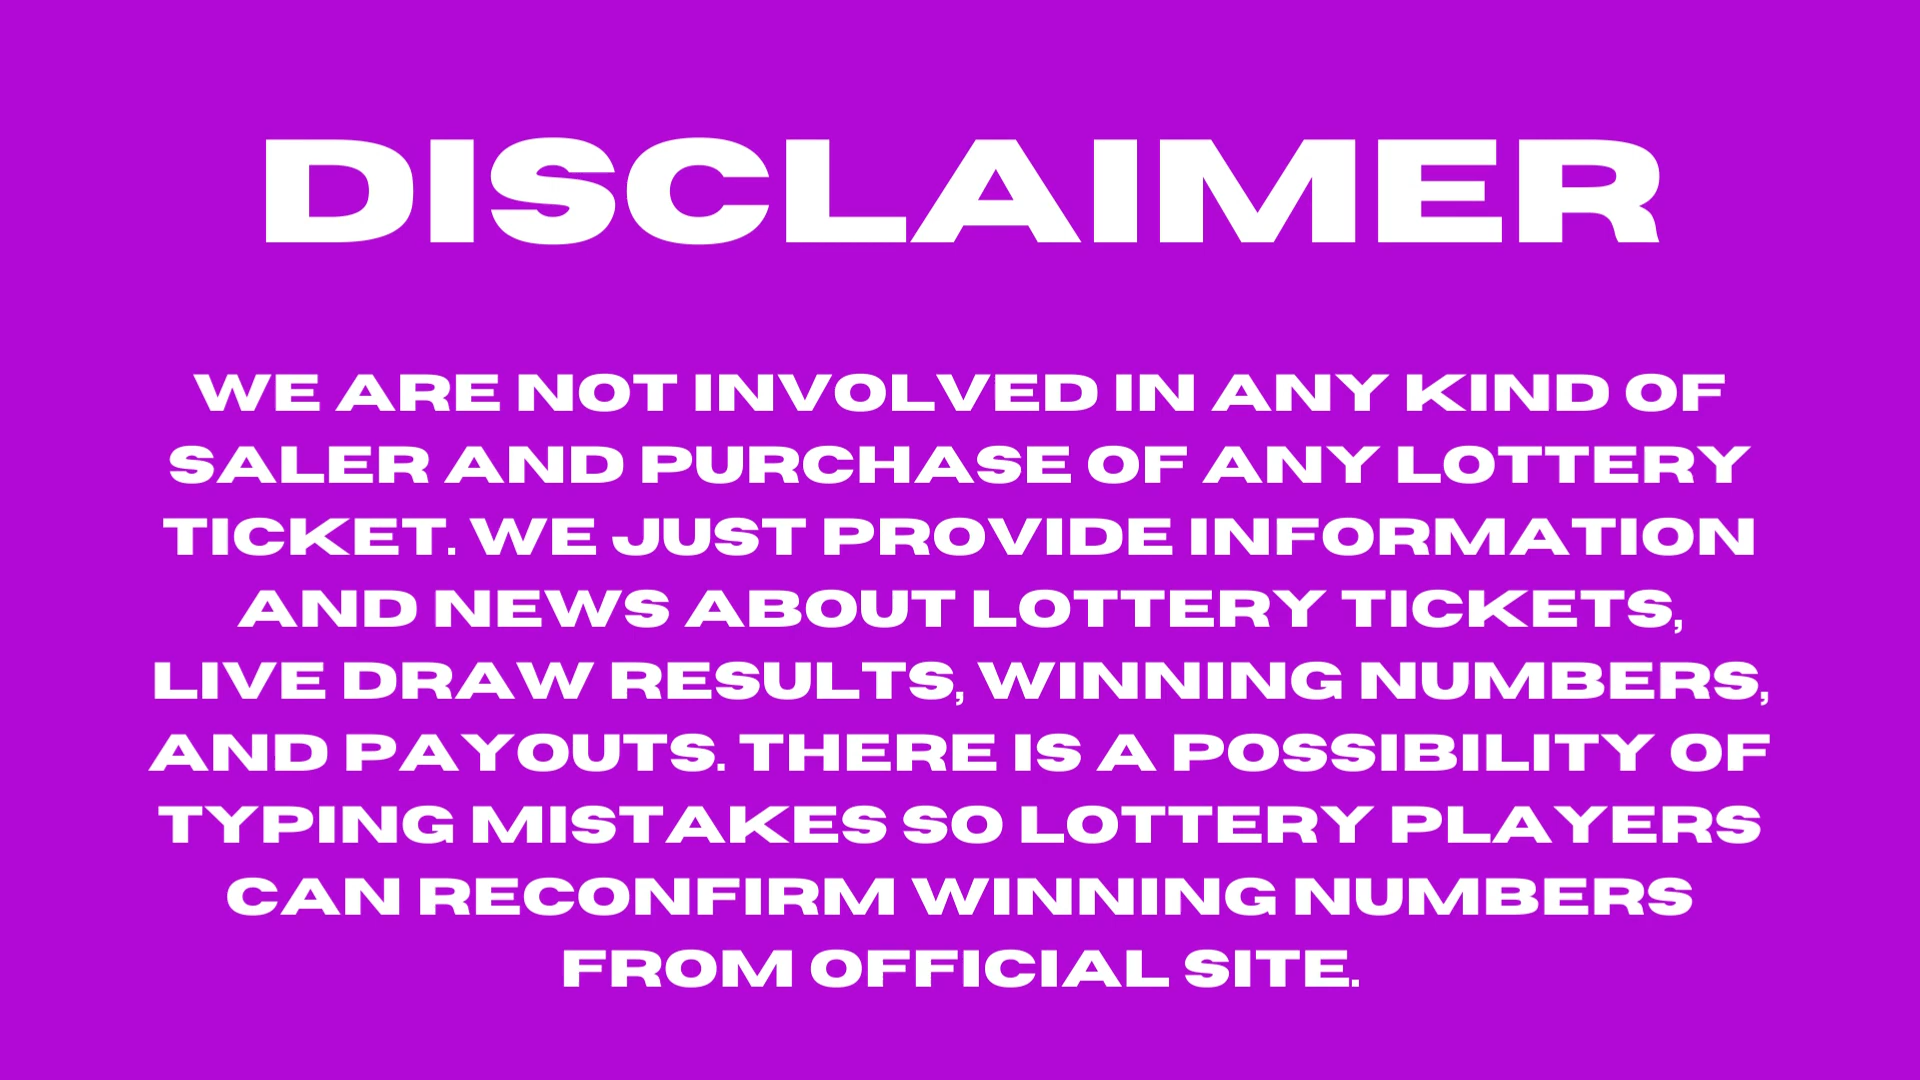 DISCLAIMER
WE ARE NOT INVOLVED IN ANY KIND OF
SALER AND PURCHASE OF ANY LOTTERY
TICKET. WE JUST PROVIDE INFORMATION
AND NEWS ABOUT LOTTERY TICKETS,
LIVE DRAW RESULTS, WINNING NUMBERS,
AND PAYOUTS. THERE IS A POSSIBILITY OF
TYPING MISTAKES SO LOTTERY PLAYERS
CAN RECONFIRM WINNING NUMBERS
FROM OFFICIAL SITE.